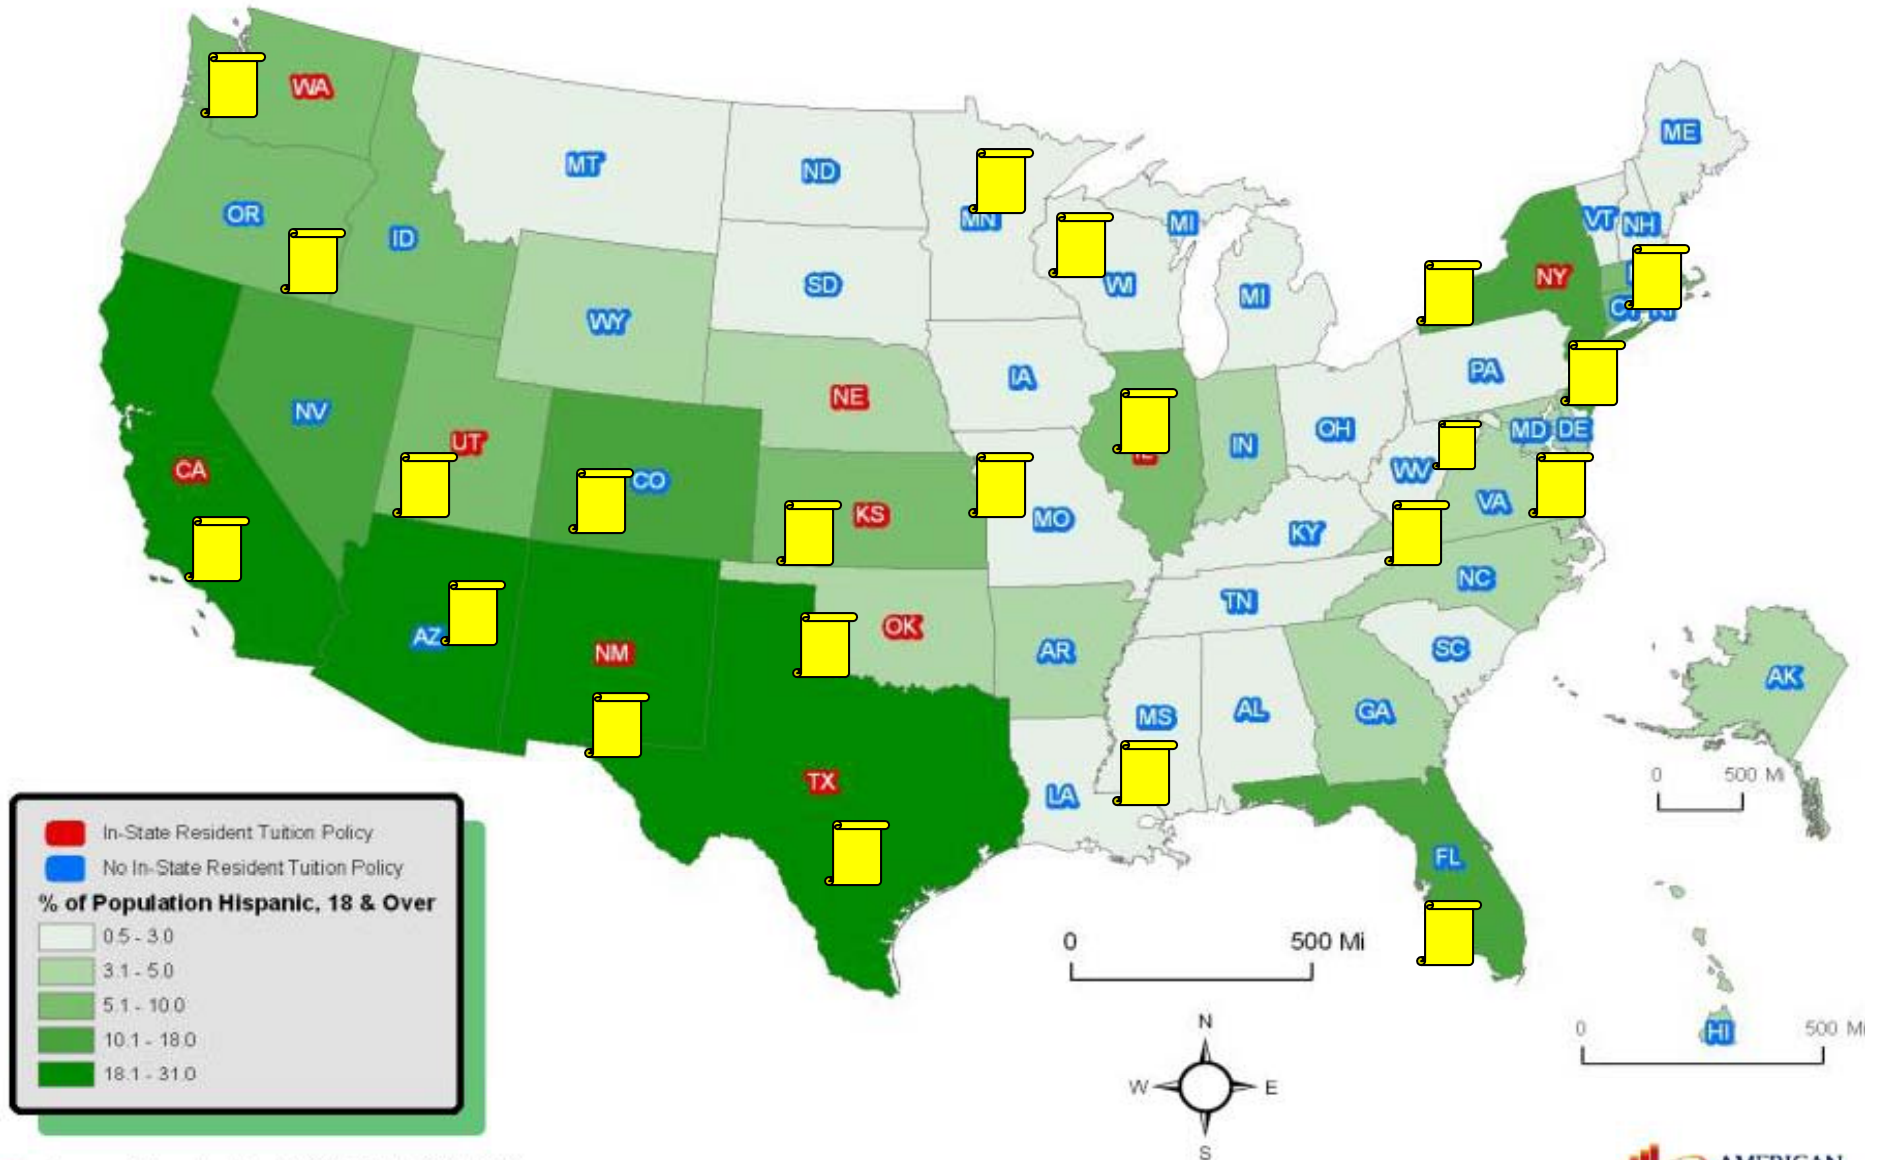 WA
MT
ND
ME
OR
ID
MN
MI
VT
NH
WY
SD
WI
MI
NY
NV
UT
NE
IA
PA
CA
CO
KS
IN
OH
WV
MD
DE
VA
MO
KY
NC
AZ
NM
OK
AR
TN
SC
AK
MS
AL
GA
TX
LA
FL
HI
0 500 Mi
0 500 Mi
0 500 Mi
N
W E
S
In-State Resident Tuition Policy
No In-State Resident Tuition Policy
% of Population Hispanic, 18 & Over
0.5 - 3.0
3.1 - 5.0
5.1 - 10.0
10.1 - 18.0
18.1 - 31.0
AMERICAN